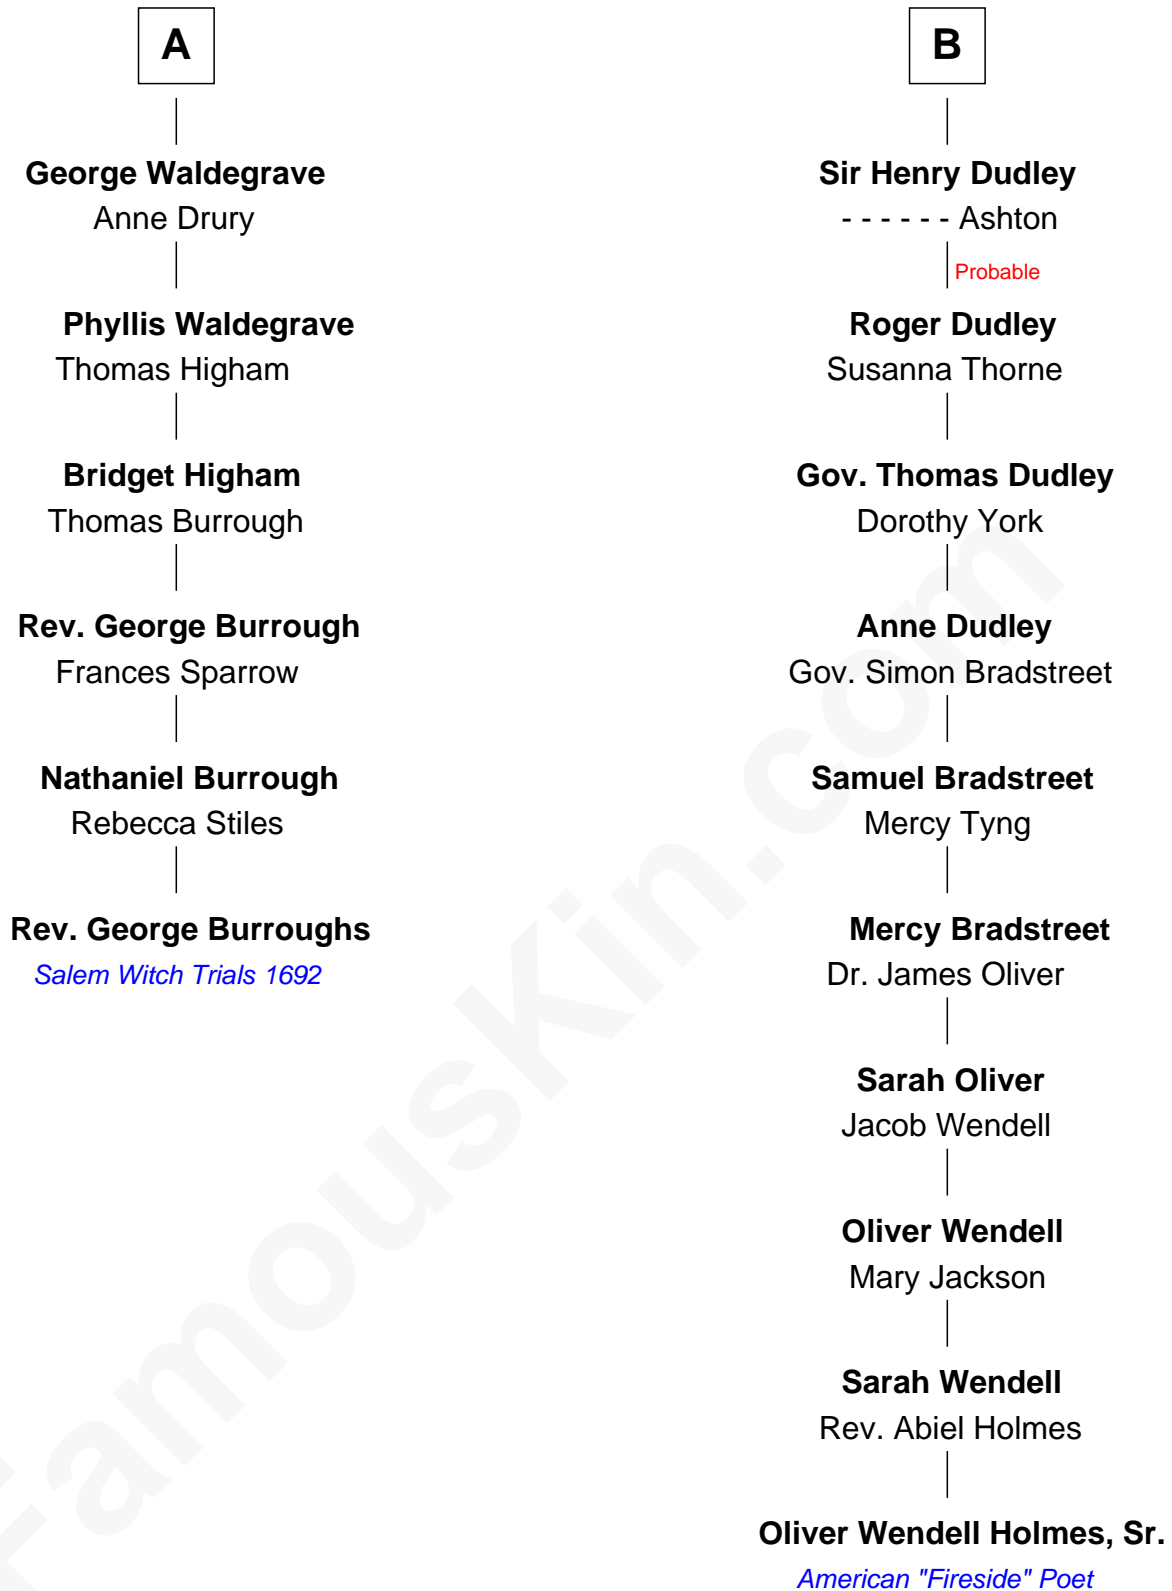 A
George Waldegrave
Anne Drury
Phyllis Waldegrave
Thomas Higham
Bridget Higham
Thomas Burrough
Rev. George Burrough
Frances Sparrow
Nathaniel Burrough
Rebecca Stiles
Rev. George Burroughs
Salem Witch Trials 1692
B
Sir Henry Dudley
- - - - - - Ashton
Probable
Roger Dudley
Susanna Thorne
Gov. Thomas Dudley
Dorothy York
Anne Dudley
Gov. Simon Bradstreet
Samuel Bradstreet
Mercy Tyng
Mercy Bradstreet
Dr. James Oliver
Sarah Oliver
Jacob Wendell
Oliver Wendell
Mary Jackson
Sarah Wendell
Rev. Abiel Holmes
Oliver Wendell Holmes, Sr.
American "Fireside" Poet
FamousKin.com